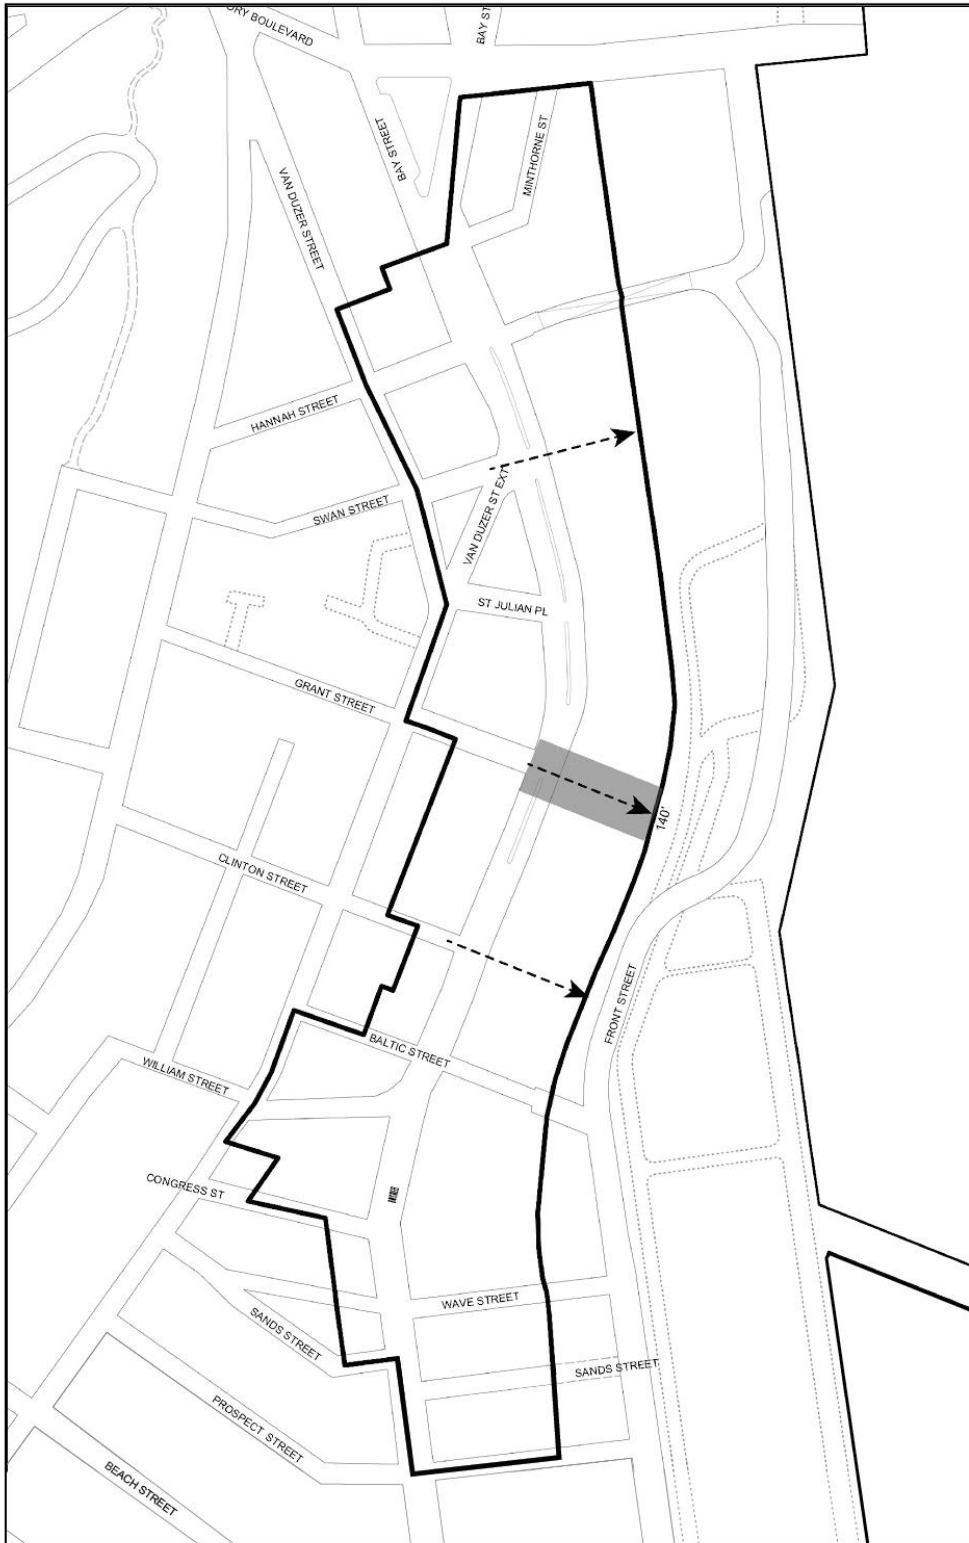 ORY BOULEVARD
BAY ST
BAY STREET
MINTHORNE ST
VAN DUZER STREET
HANNAH STREET
SWAN STREET
VAN DUZER ST EXT
ST JULIAN PL
GRANT STREET
140'
CLINTON STREET
FRONT STREET
BALTIC STREET
WILLIAM STREET
CONGRESS ST
WAVE STREET
SANDS STREET
SANDS STREET
PROSPECT STREET
BEACH STREET